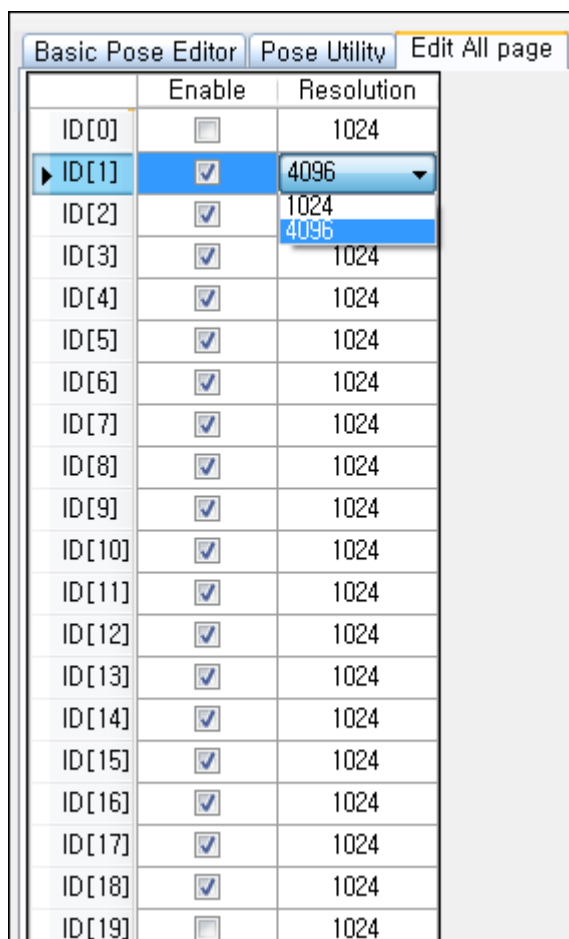 Basic Pose Editor Pose Utility Edit All page
Enable Resolution
ID[0] 1024
ID[1] 4096
ID[2] 1024
4096
ID[3] 1024
ID[4] 1024
ID[5] 1024
ID[6] 1024
ID[7] 1024
ID[8] 1024
ID[9] 1024
ID[10] 1024
ID[11] 1024
ID[12] 1024
ID[13] 1024
ID[14] 1024
ID[15] 1024
ID[16] 1024
ID[17] 1024
ID[18] 1024
ID[19] 1024